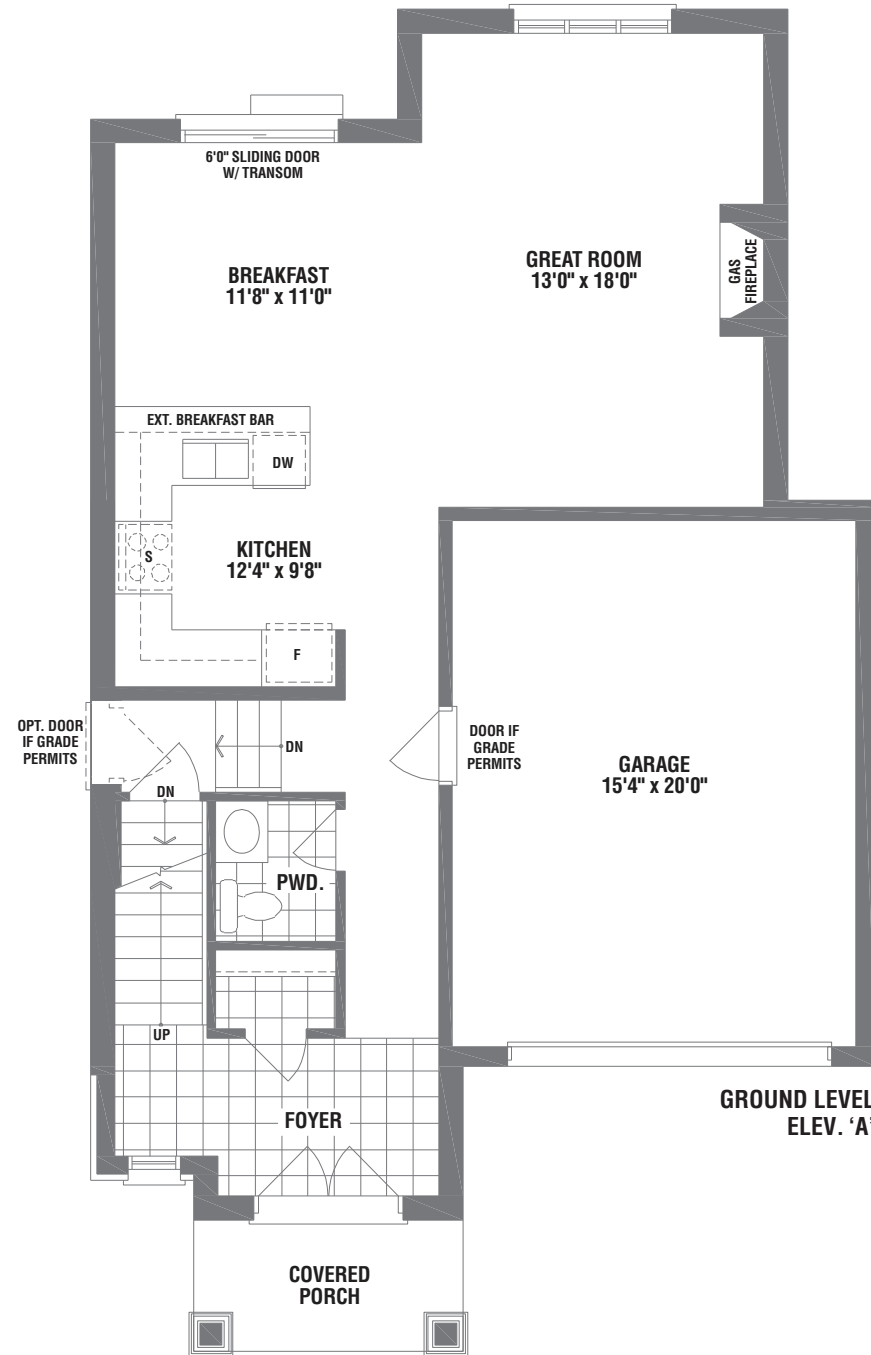 6'0" SLIDING DOOR
W/ TRANSOM
BREAKFAST
11'8" x 11'0"
GREAT ROOM
13'0" x 18'0"
GAS
FIREPLACE
EXT. BREAKFAST BAR
DW
S
KITCHEN
12'4" x 9'8"
F
OPT. DOOR
IF GRADE
PERMITS
DN
DN
DOOR IF
GRADE
PERMITS
GARAGE
15'4" x 20'0"
PWD.
UP
FOYER
GROUND LEVEL
ELEV. ‘A’
COVERED
PORCH